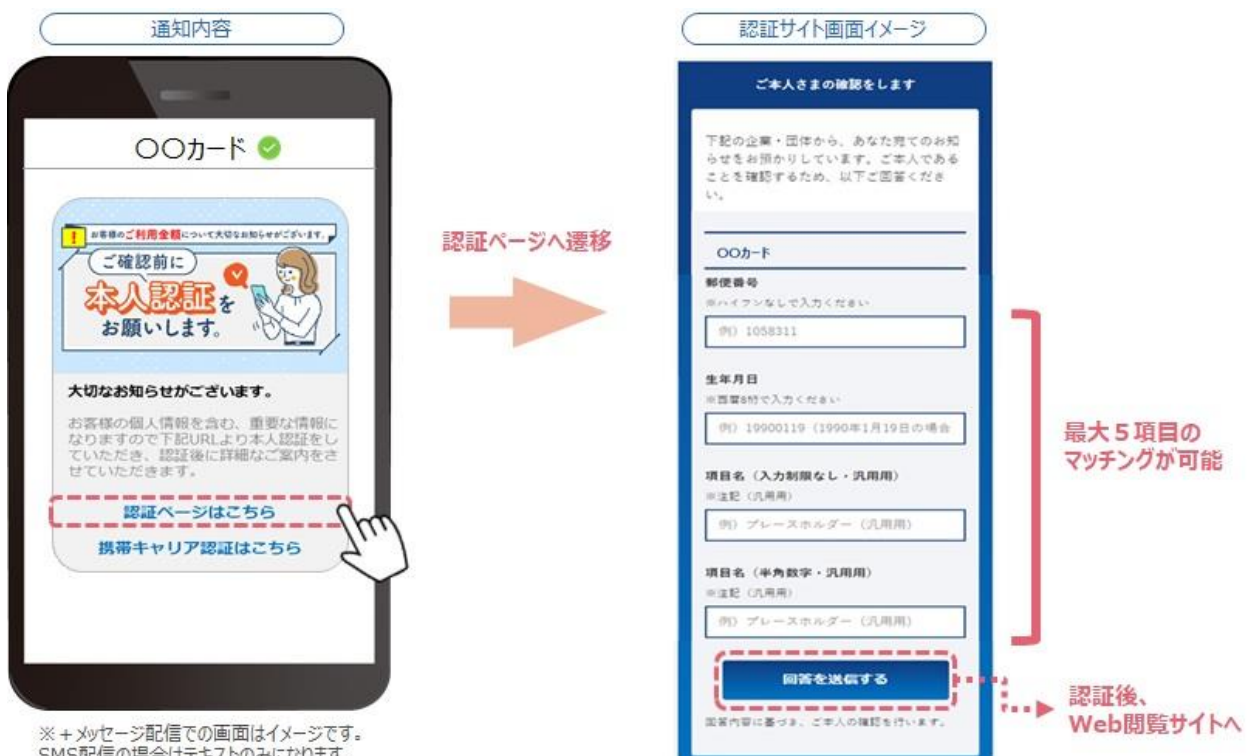 通知内容
〇〇カード
! お客様のご利用金額について大切なお知らせがございます。
ご確認前に
本人認証を
お願いします。
大切なお知らせがございます。
お客様の個人情報を含む、重要な情報に
なりますので下記URLより本人認証をし
ていただき、認証後に詳細なご案内をさ
せていただきます。
認証ページはこちら
携帯キャリア認証はこちら
※+メッセージ配信での画面はイメージです。
SMS配信の場合はテキストのみになります
認証ページへ遷移
認証サイト画面イメージ
ご本人さまの確認をします
下記の企業・団体から、あなた宛てのお知
らせをお預かりしています。ご本人である
ことを確認するため、以下ご回答くださ
い。
〇〇カード
郵便番号
※ハイフンなしで入力ください
例）1058311
生年月日
※西暦8桁で入力ください
例）19900119（1990年1月19日の場合
項目名（入力制限なし・汎用用）
※注記（汎用用）
例）プレースホルダー（汎用用）
項目名（半角数字・汎用用）
※注記（汎用用）
例）プレースホルダー（汎用用）
回答を送信する
回答内容に基づき、ご本人の確認を行います。
最大５項目の
マッチングが可能
認証後、
Web閲覧サイトへ